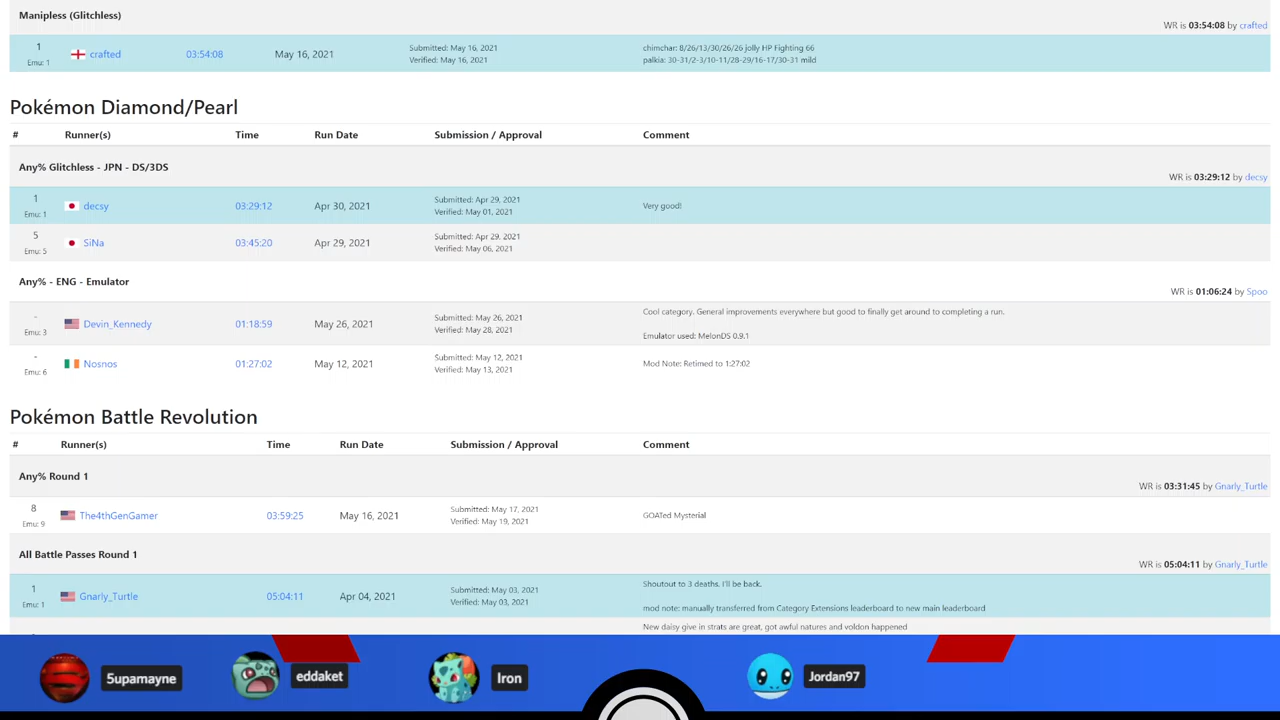 Manipless (Glitchless)
WR is 03:54:08 by crafted
1
Emu: 1
crafted 03:54:08 May 16, 2021
Submitted: May 16, 2021
Verified: May 16, 2021
chimchar: 8/26/13/30/26/26 jolly HP Fighting 66
palkia: 30-31/2-3/10-11/28-29/16-17/30-31 mild
Pokémon Diamond/Pearl
# Runner(s) Time Run Date Submission / Approval Comment
Any% Glitchless - JPN - DS/3DS
WR is 03:29:12 by decsy
1
Emu: 1
decsy 03:29:12 Apr 30, 2021
Submitted: Apr 29, 2021
Verified: May 01, 2021
Very good!
5
Emu: 5
SiNa 03:45:20 Apr 29, 2021
Submitted: Apr 29, 2021
Verified: May 06, 2021
Any% - ENG - Emulator
WR is 01:06:24 by Spoo
-
Emu: 3
Devin_Kennedy 01:18:59 May 26, 2021
Submitted: May 26, 2021
Verified: May 28, 2021
Cool category. General improvements everywhere but good to finally get around to completing a run.
Emulator used: MelonDS 0.9.1
-
Emu: 6
Nosnos 01:27:02 May 12, 2021
Submitted: May 12, 2021
Verified: May 13, 2021
Mod Note: Retimed to 1:27:02
Pokémon Battle Revolution
# Runner(s) Time Run Date Submission / Approval Comment
Any% Round 1
WR is 03:31:45 by Gnarly_Turtle
8
Emu: 9
The4thGenGamer 03:59:25 May 16, 2021
Submitted: May 17, 2021
Verified: May 19, 2021
GOATed Mysterial
All Battle Passes Round 1
WR is 05:04:11 by Gnarly_Turtle
1
Emu: 1
Gnarly_Turtle 05:04:11 Apr 04, 2021
Submitted: May 03, 2021
Verified: May 03, 2021
Shoutout to 3 deaths. I'll be back.
mod note: manually transferred from Category Extensions leaderboard to new main leaderboard
New daisy give in strats are great, got awful natures and voldon happened
5upamayne eddaket Iron Jordan97